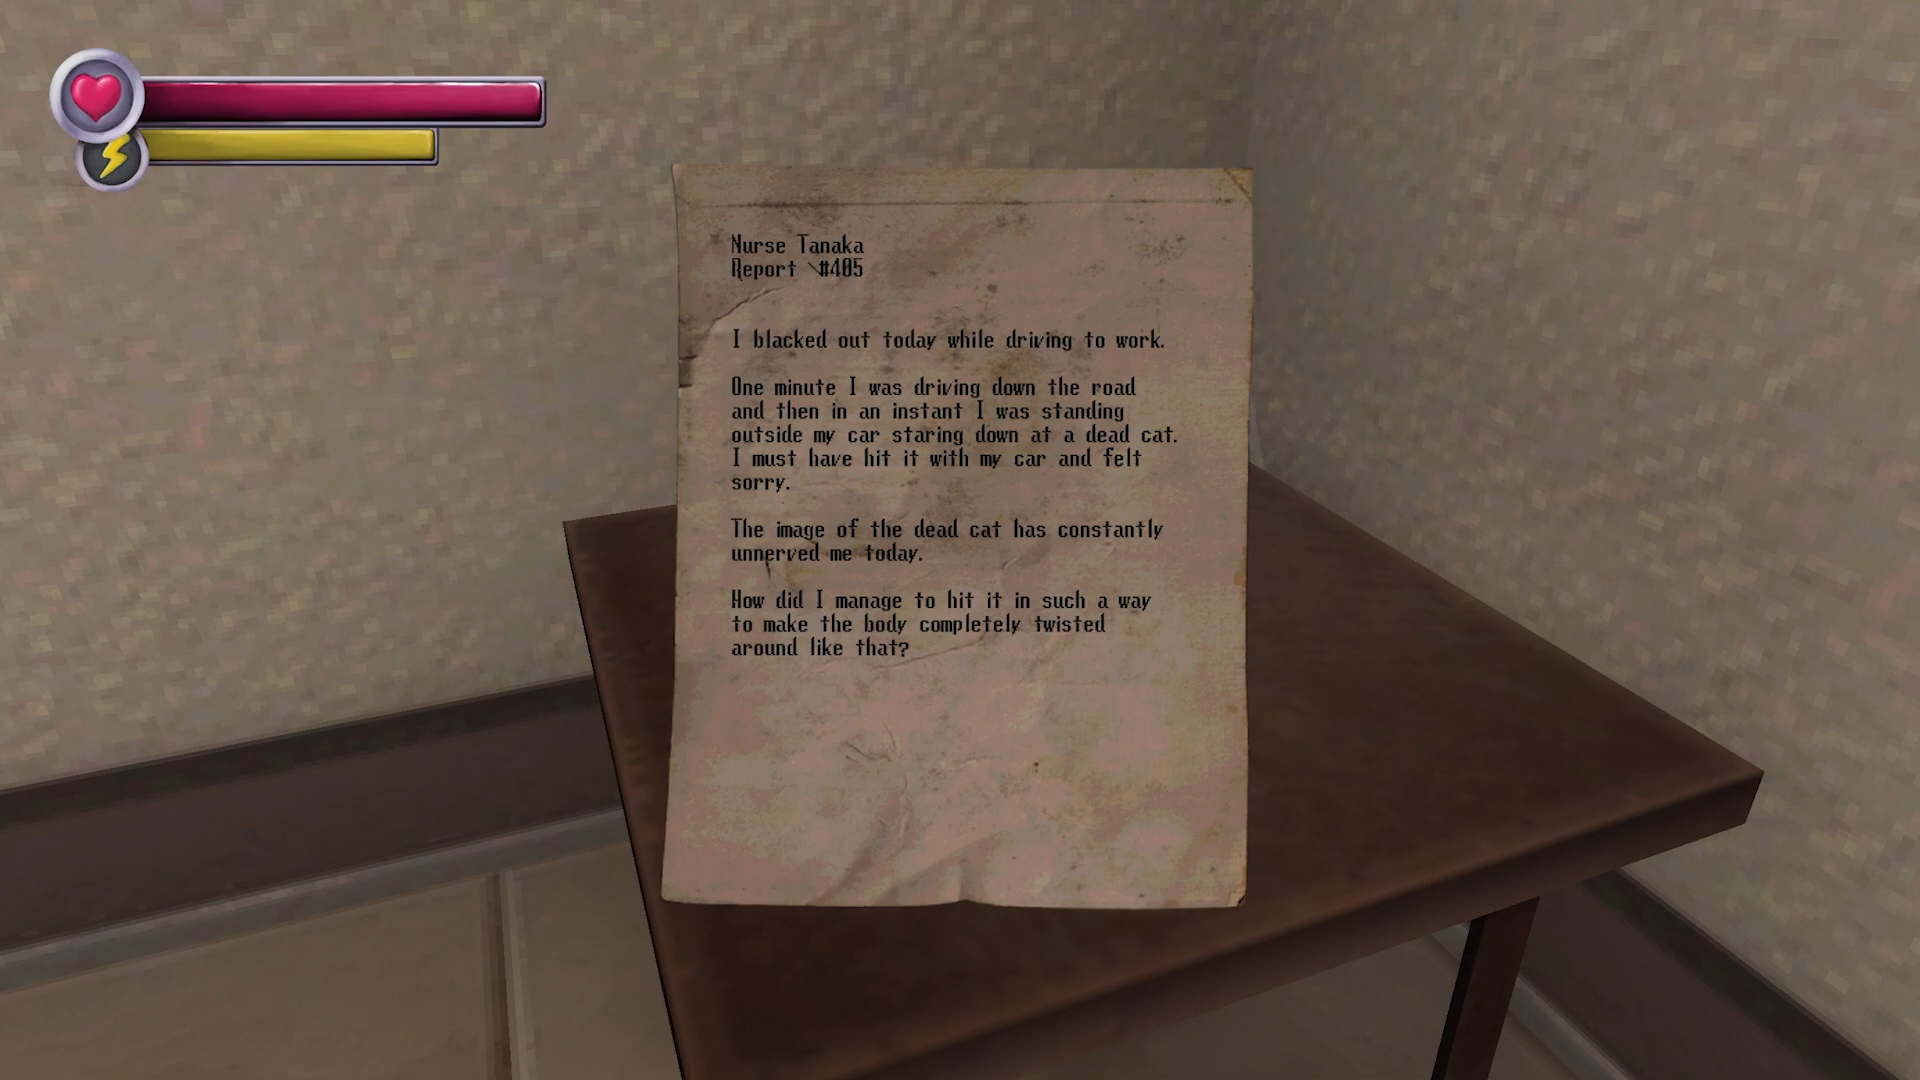 Nurse Tanaka
Report \#405
I blacked out today while driving to work.
One minute I was driving down the road
and then in an instant I was standing
outside my car staring down at a dead cat.
I must have hit it with my car and felt
sorry.
The image of the dead cat has constantly
unnerved me today.
How did I manage to hit it in such a way
to make the body completely twisted
around like that?